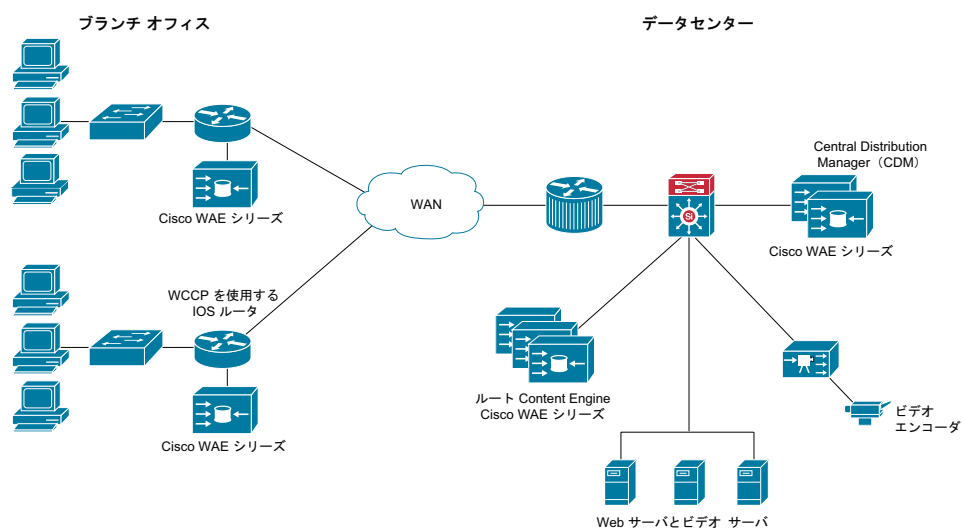 ブランチ オフィス
データセンター
Central Distribution
Manager（CDM）
Cisco WAE シリーズ
WAN
SI
Cisco WAE シリーズ
WCCP を使用する
IOS ルータ
ルート Content Engine
Cisco WAE シリーズ
ビデオ
エンコーダ
Cisco WAE シリーズ
Web サーバとビデオ サーバ